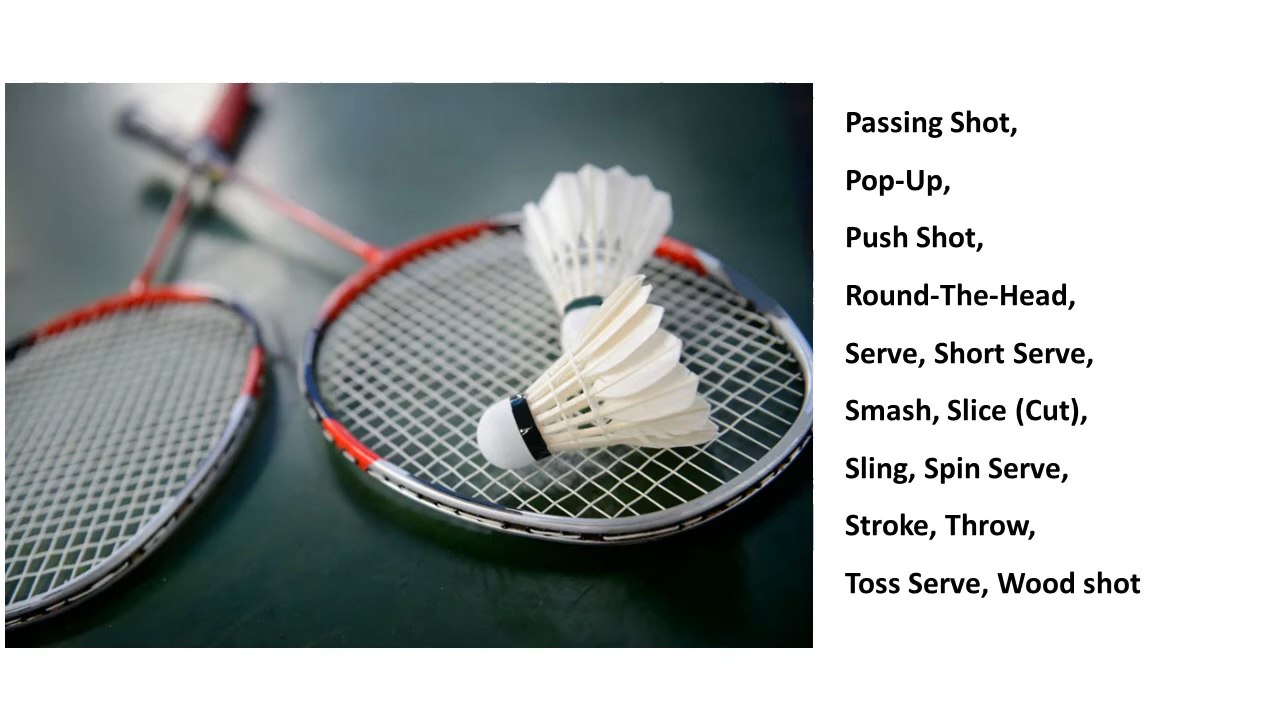 Passing Shot,
Pop-Up,
Push Shot,
Round-The-Head,
Serve, Short Serve,
Smash, Slice (Cut),
Sling, Spin Serve,
Stroke, Throw,
Toss Serve, Wood shot